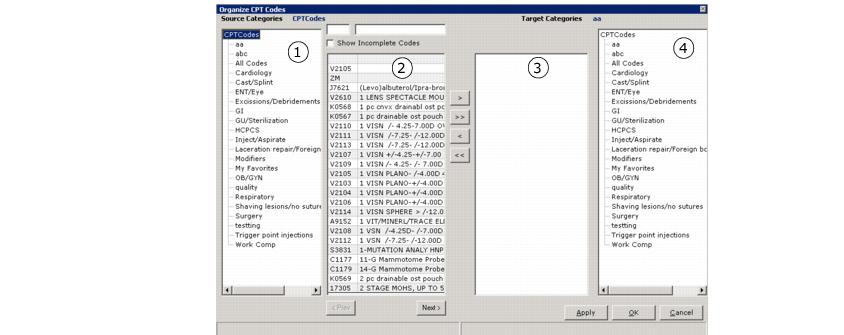 Organize CPT Codes
Source Categories CPTCodes
Target Categories aa
CPTCodes
aa
abc
All Codes
Cardiology
Cast/Splint
ENT/Eye
Excissions/Debridements
GI
GU/Sterilization
HCPCS
Inject/Aspirate
Laceration repair/Foreign
Modifiers
My Favorites
OB/GYN
quality
Respiratory
Shaving lesions/no suture
Surgery
testting
Trigger point injections
Work Comp
1
Show Incomplete Codes
2
V2105
ZM
J7621 (Levo)albuterol/Ipra-bro
V2610 1 LENS SPECTACLE MOU
K0568 1 pc cnvx drainabl ost pc
K0567 1 pc drainable ost pouch
V2110 1 VISN /- 4.25-7.00D
V2111 1 VISN /-7.25- /-12.00D
V2113 1 VISN /-7.25- /-12.00D
V2107 1 VISN +/-4.25-+/-7.00
V2109 1 VISN /- 4.25- /- 7.00D
V2105 1 VISN PLANO- /-4.00D
V2103 1 VISN PLANO-+/-4.00D
V2104 1 VISN PLANO-+/-4.00D
V2106 1 VISN PLANO-+/-4.00D
V2114 1 VISN SPHERE > /-12.0
A9152 1 VIT/MINERL/TRACE ELE
V2108 1 VSN /-4.25D- /-7.00D
V2112 1 VSN /-7.25- /-12.00D
S3831 1-MUTATION ANALY HNP
C1177 11-G Mammotome Probe
C1179 14-G Mammotome Probe
K0569 2 pc drainable ost pouch
17305 2 STAGE MOHS, UP TO 5
< Prev
Next >
>
>>
<
<<
3
CPTCodes
aa
abc
All Codes
Cardiology
Cast/Splint
ENT/Eye
Excissions/Debridements
GI
GU/Sterilization
HCPCS
Inject/Aspirate
Laceration repair/Foreign bo
Modifiers
My Favorites
OB/GYN
quality
Respiratory
Shaving lesions/no sutures
Surgery
testting
Trigger point injections
Work Comp
4
Apply
OK
Cancel